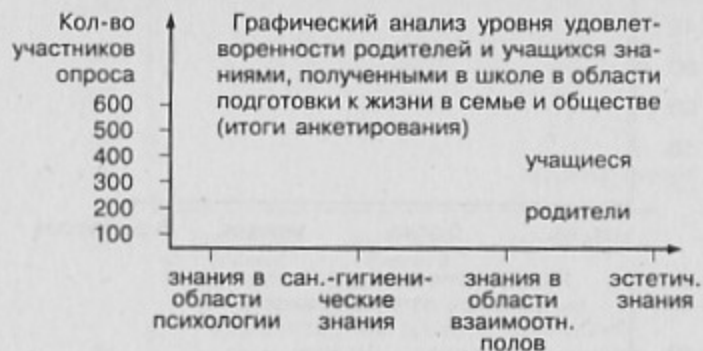 Кол-во
участников
опроса
Графический анализ уровня удовлет-
воренности родителей и учащихся зна-
ниями, полученными в школе в области
подготовки к жизни в семье и обществе
(итоги анкетирования)
600
500
400
300
200
100
учащиеся
родители
знания в
области
психологии
сан.-гигиени-
ческие
знания
знания в
области
взаимоотн.
полов
эстетич.
знания